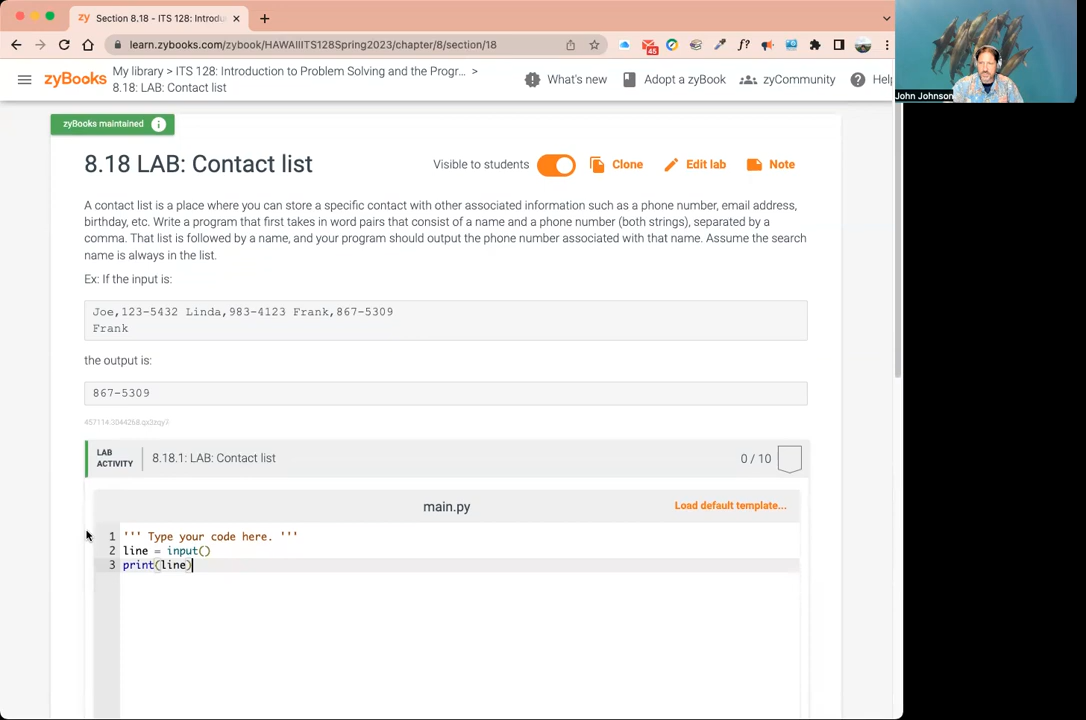 Section 8.18 - ITS 128: Introdu
learn.zybooks.com/zybook/HAWAIIITS128Spring2023/chapter/8/section/18
45
f?
John Johnson
zyBooks
My library > ITS 128: Introduction to Problem Solving and the Progr... >
8.18: LAB: Contact list
What's new
Adopt a zyBook
zyCommunity
Help
zyBooks maintained
8.18 LAB: Contact list
Visible to students
Clone
Edit lab
Note
A contact list is a place where you can store a specific contact with other associated information such as a phone number, email address,
birthday, etc. Write a program that first takes in word pairs that consist of a name and a phone number (both strings), separated by a
comma. That list is followed by a name, and your program should output the phone number associated with that name. Assume the search
name is always in the list.
Ex: If the input is:
Joe,123-5432 Linda,983-4123 Frank,867-5309
Frank
the output is:
867-5309
457114.3044268.qx3zqy7
LAB
ACTIVITY
8.18.1: LAB: Contact list
0 / 10
main.py
Load default template...
1 ''' Type your code here. '''
2 line = input()
3 print(line)